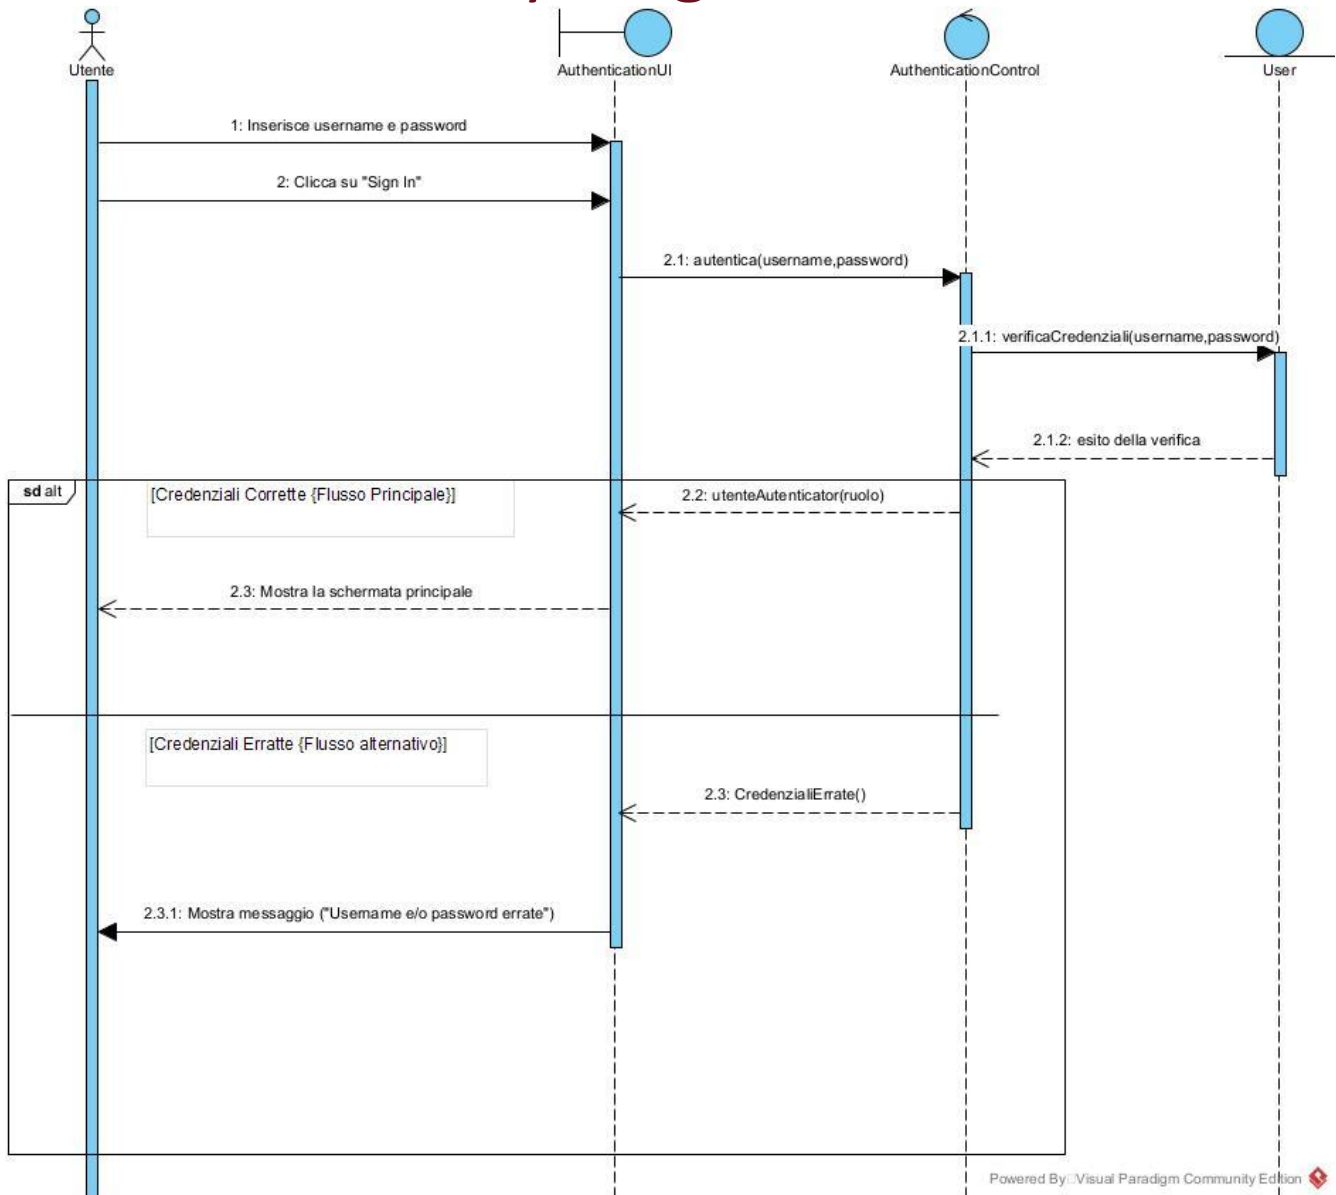 Utente
AuthenticationUI
AuthenticationControl
User
1: Inserisce username e password
2: Clicca su "Sign In"
2.1: autentica(username,password)
2.1.1: verificaCredenziali(username,password)
2.1.2: esito della verifica
sd alt
[Credenziali Corrette {Flusso Principale}]
2.2: utenteAutenticator(ruolo)
2.3: Mostra la schermata principale
[Credenziali Erratte {Flusso alternativo}]
2.3: CredenzialiErrate()
2.3.1: Mostra messaggio ("Username e/o password errate")
Powered By Visual Paradigm Community Edition